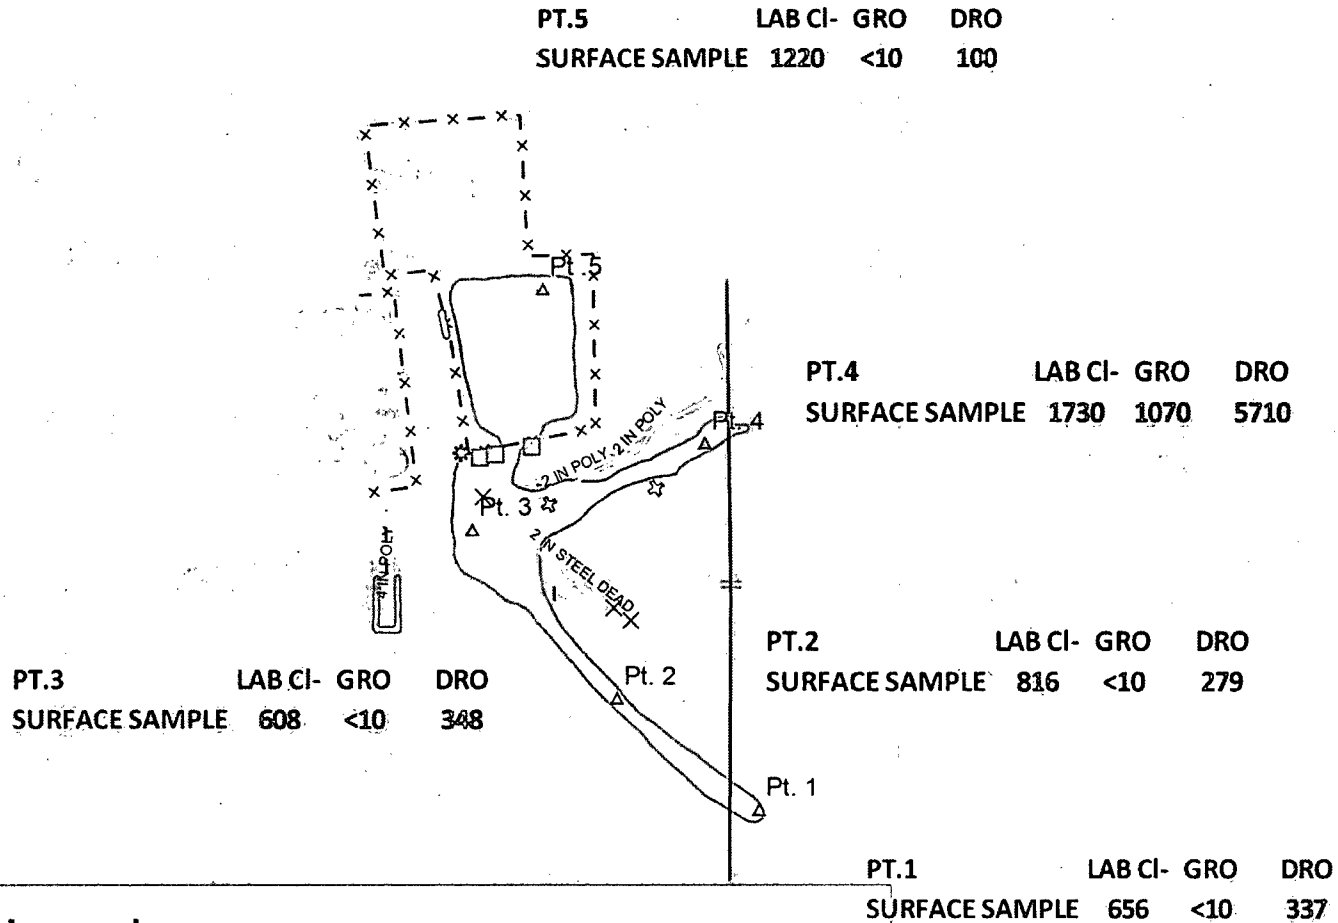 PT.5 LAB Cl- GRO DRO
SURFACE SAMPLE 1220 <10 100
Pt. 5
PT.4 LAB Cl- GRO DRO
SURFACE SAMPLE 1730 1070 5710
Pt. 4
-2 IN POLY-2 IN POLY
Pt. 3
2 IN STEEL DEAD
4 IN POLY
PT.2 LAB Cl- GRO DRO
SURFACE SAMPLE 816 <10 279
Pt. 2
PT.3 LAB Cl- GRO DRO
SURFACE SAMPLE 608 <10 348
Pt. 1
PT.1 LAB Cl- GRO DRO
SURFACE SAMPLE 656 <10 337